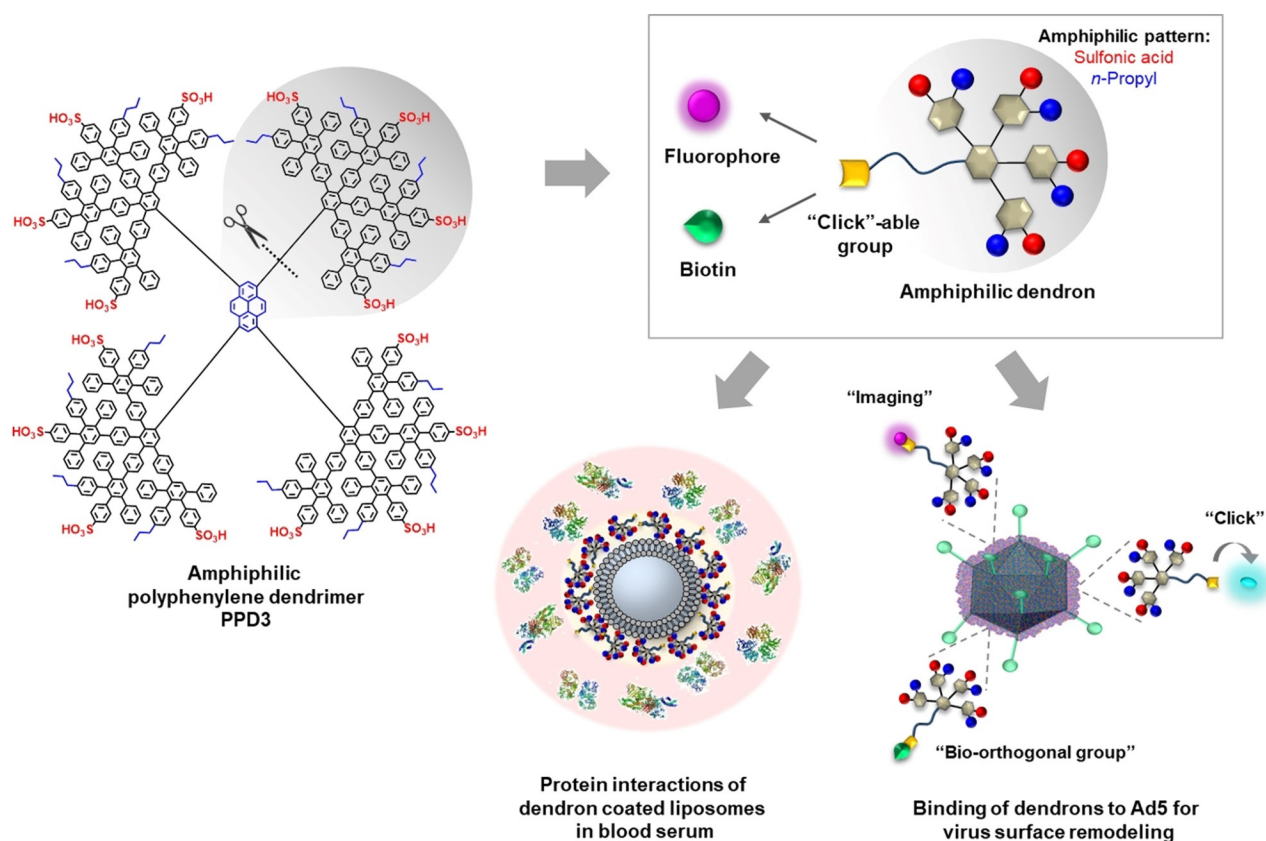 SO₃H
HO₃S
HO₃S
SO₃H
HO₃S
SO₃H
HO₃S
SO₃H
HO₃S
SO₃H
HO₃S
SO₃H
HO₃S
SO₃H
HO₃S
SO₃H
Amphiphilic
polyphenylene dendrimer
PPD3
Amphiphilic pattern:
Sulfonic acid
n-Propyl
Fluorophore
"Click"-able
group
Biotin
Amphiphilic dendron
Protein interactions of
dendron coated liposomes
in blood serum
"Imaging"
"Click"
"Bio-orthogonal group"
Binding of dendrons to Ad5 for
virus surface remodeling